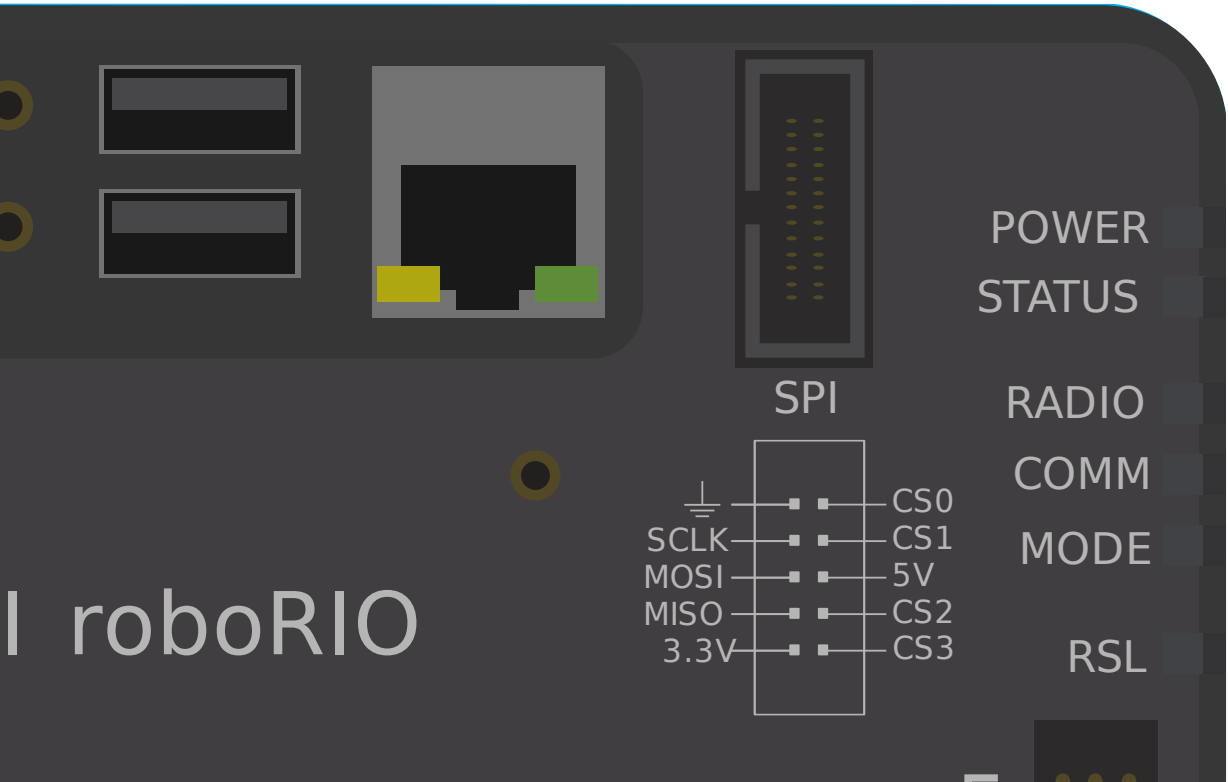 POWER
STATUS
SPI
RADIO
COMM
CS0
SCLK CS1
MODE
MOSI 5V
MISO CS2
I roboRIO
3.3V CS3
RSL